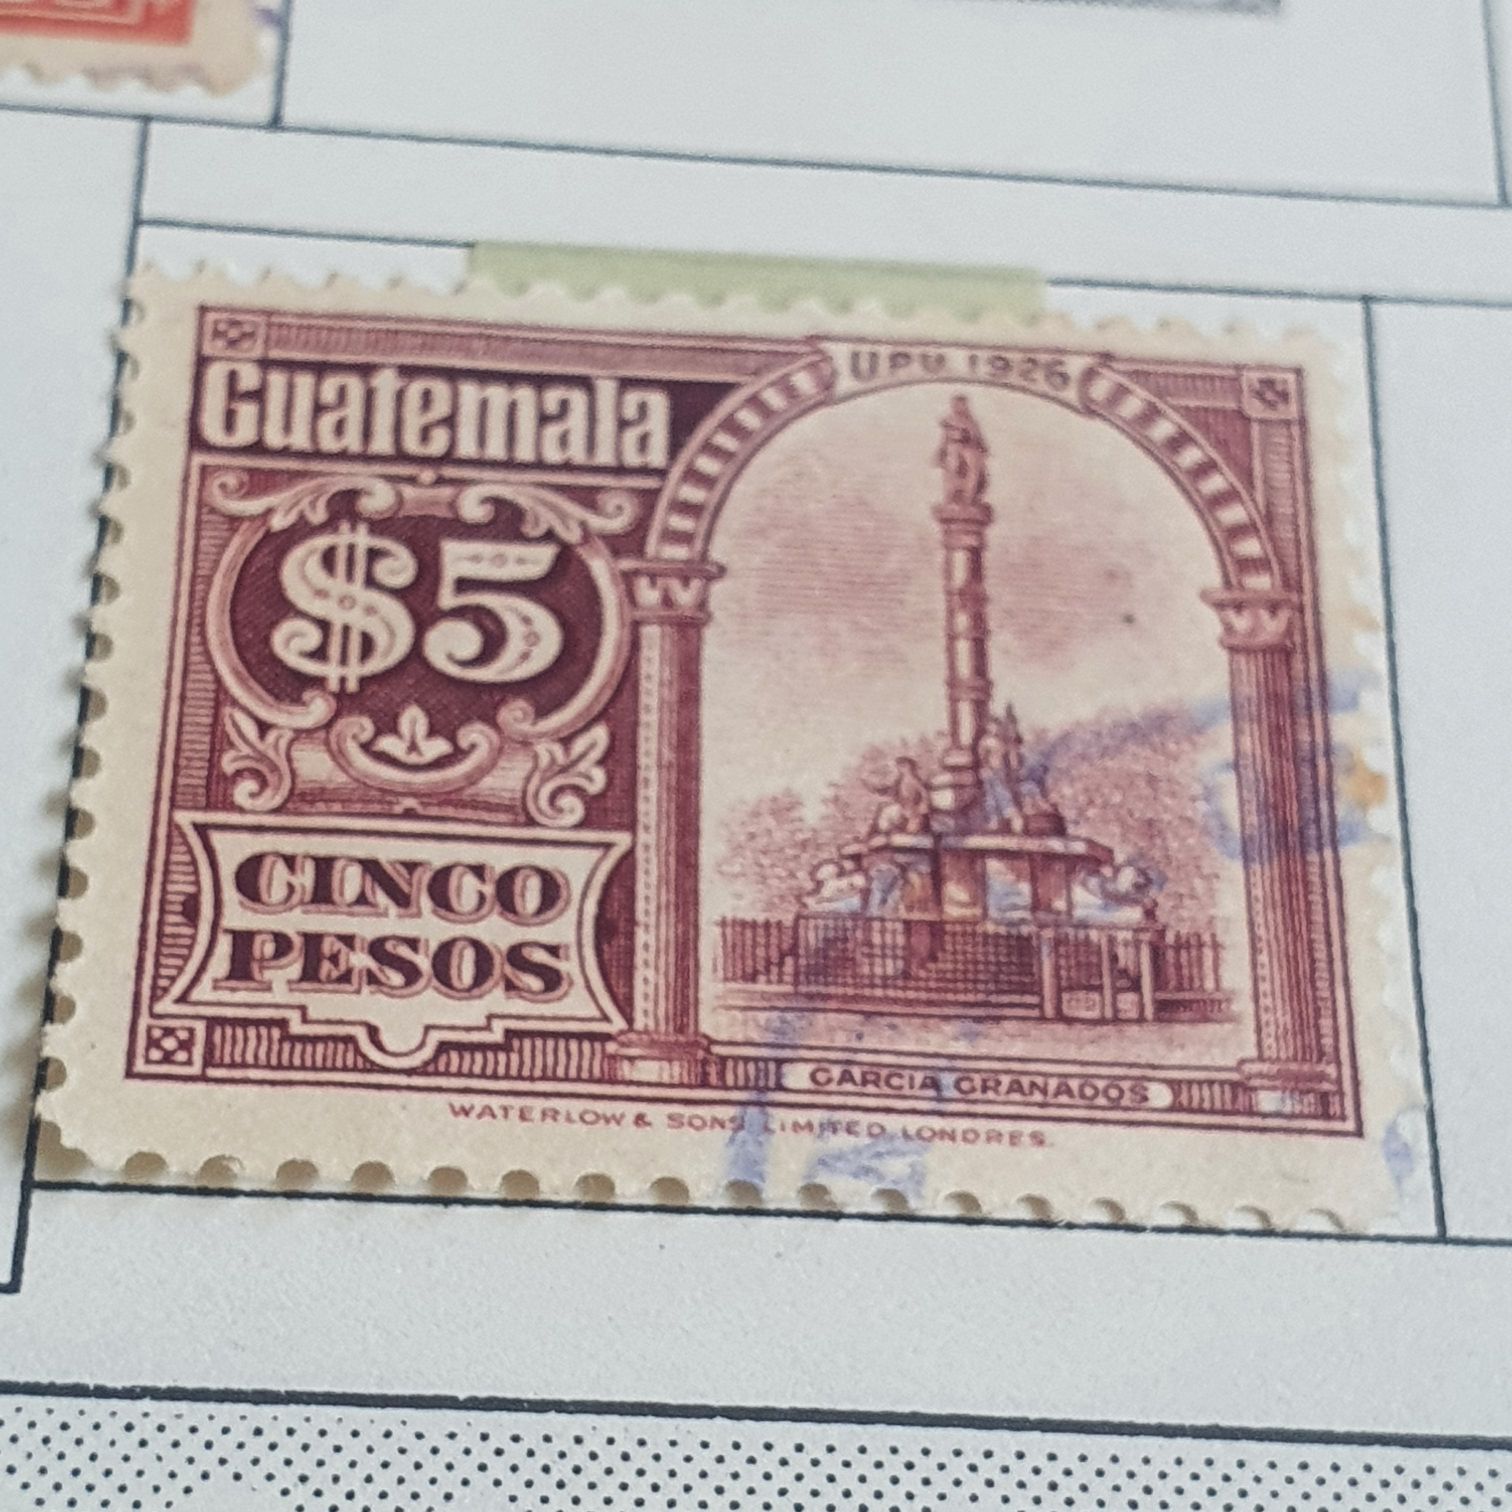 UPU 1926
Guatemala
$5
CINCO
PESOS
GARCIA GRANADOS
WATERLOW & SONS LIMITED, LONDRES.